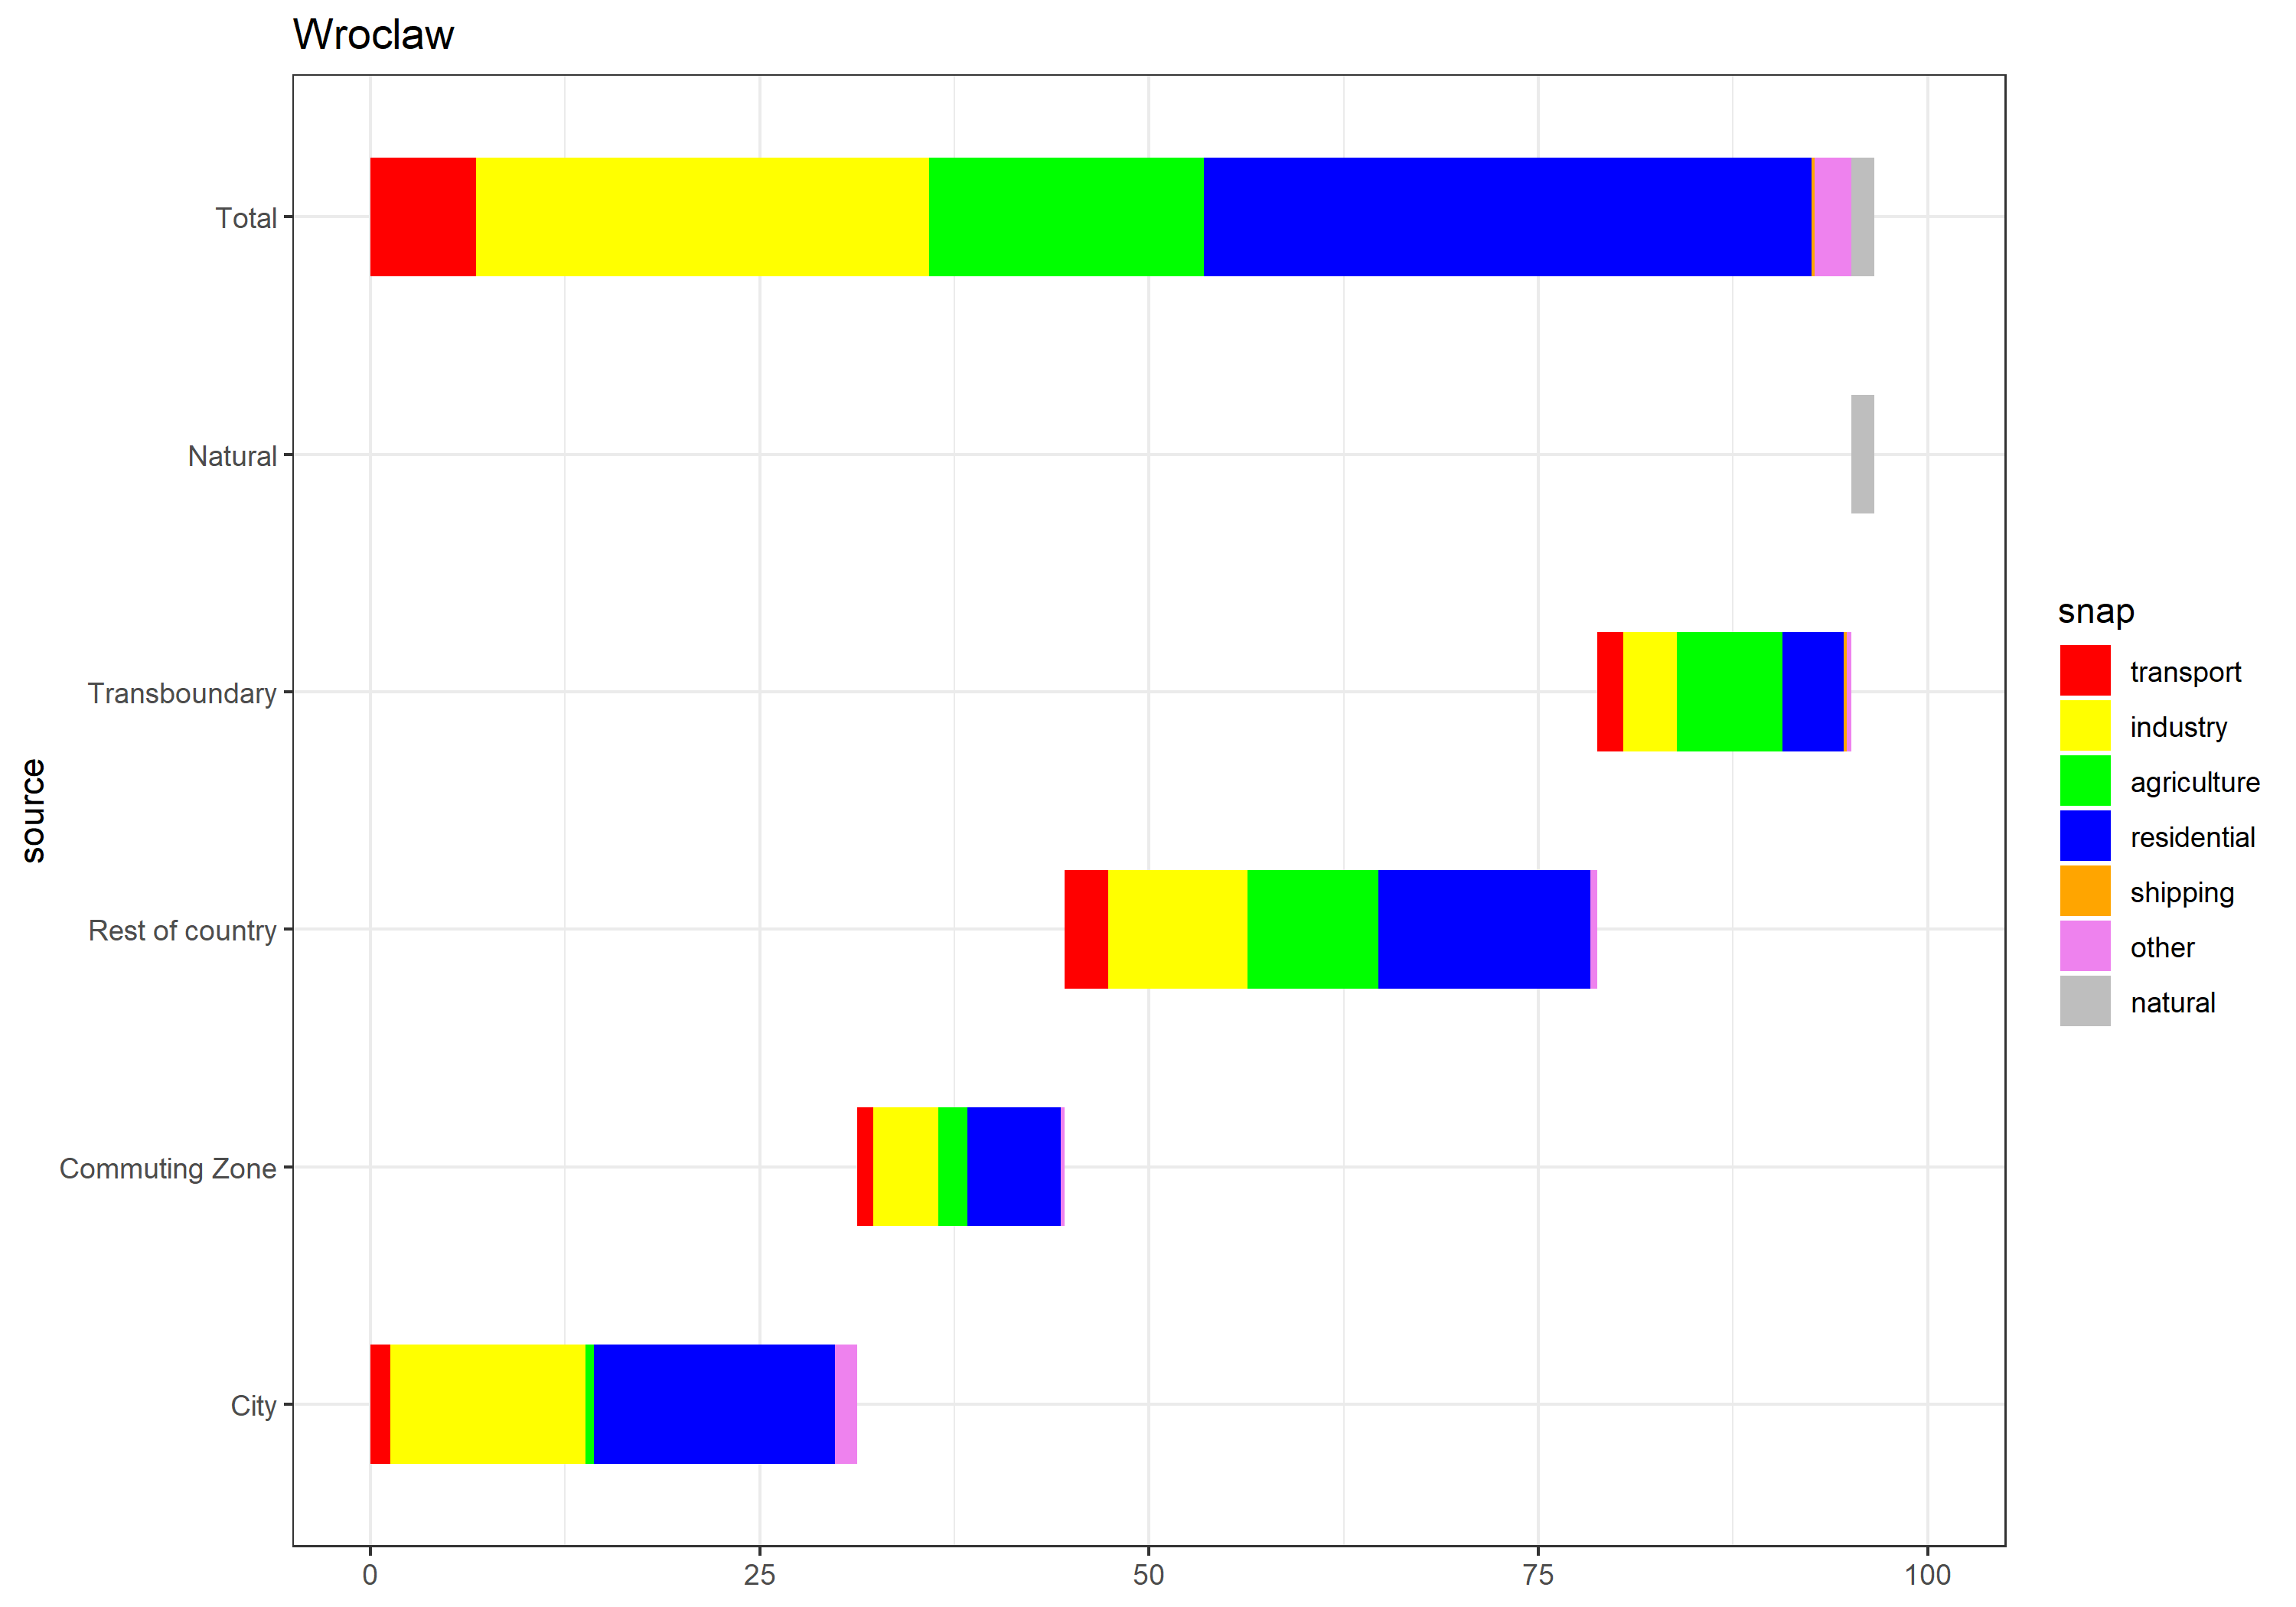 Wroclaw
Total
Natural
Transboundary
Rest of country
Commuting Zone
City
source
0 25 50 75 100
snap
transport
industry
agriculture
residential
shipping
other
natural